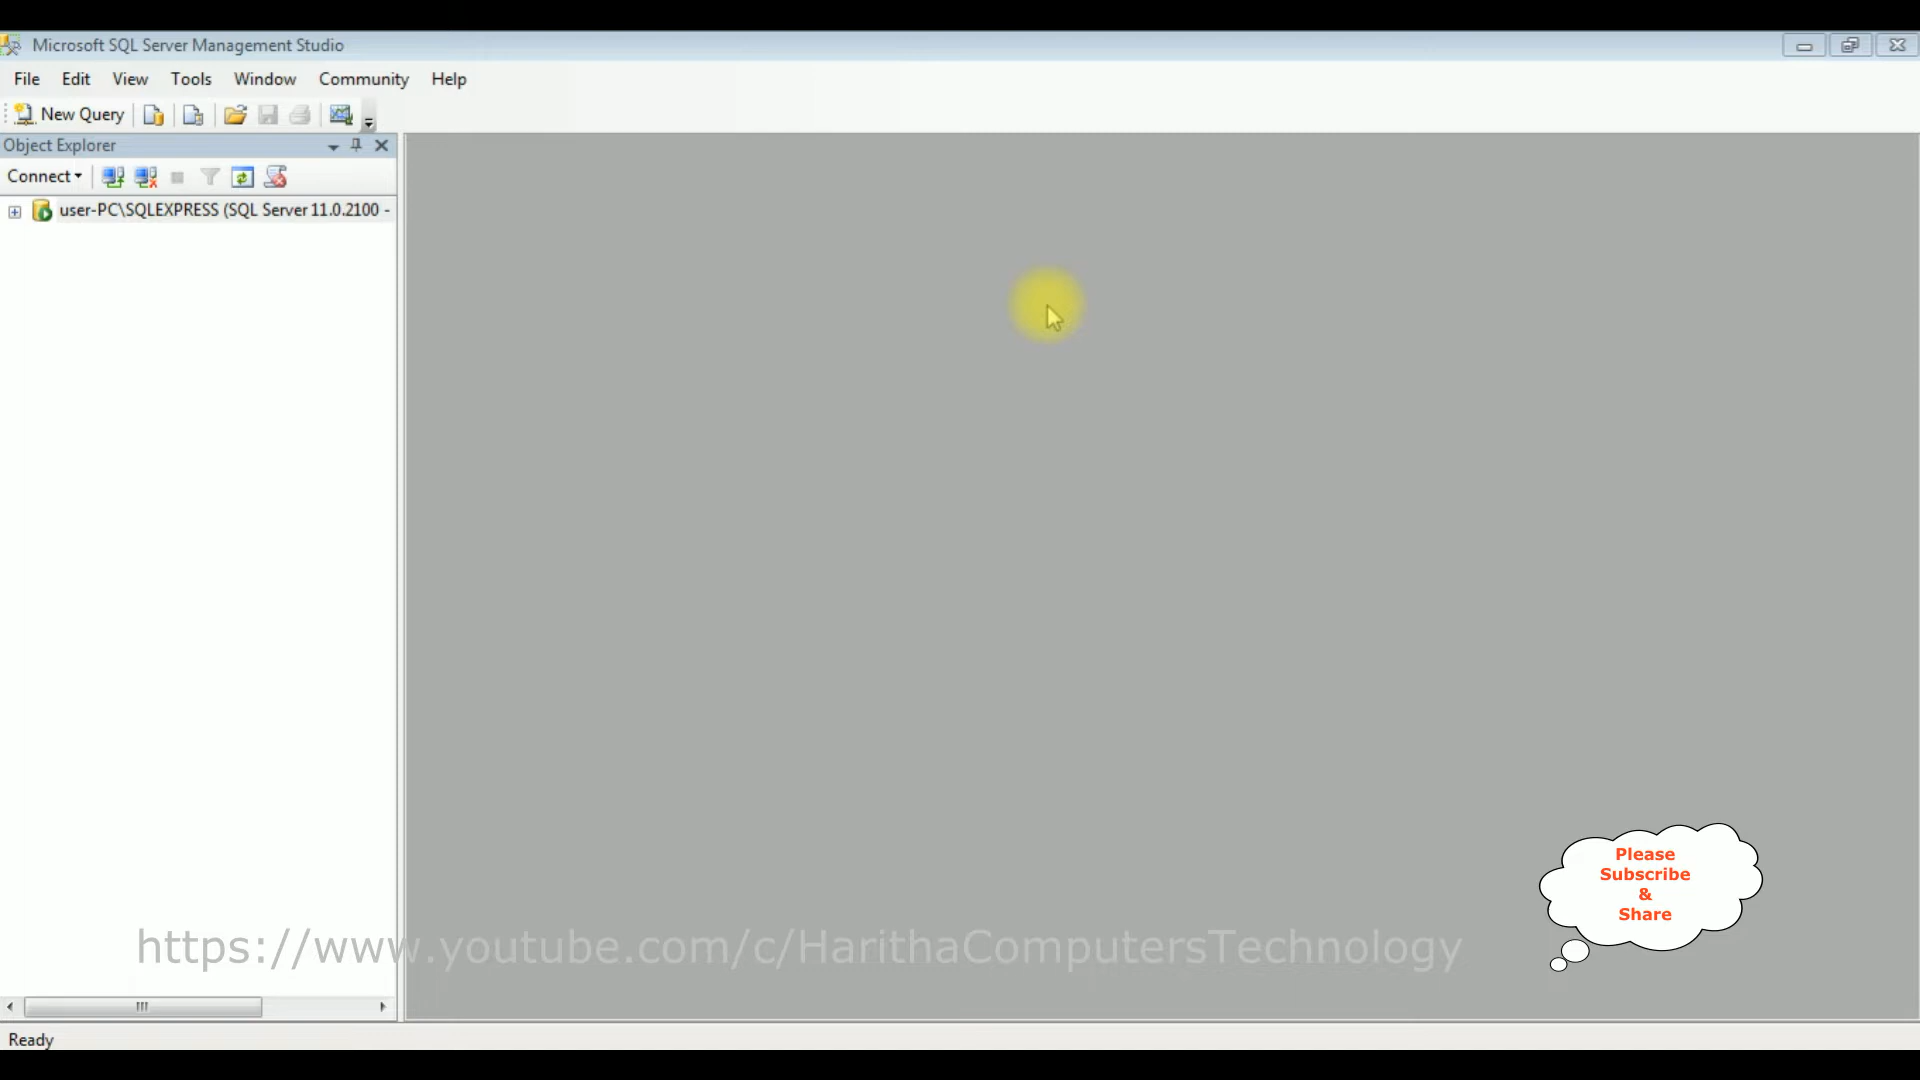 Microsoft SQL Server Management Studio
File Edit View Tools Window Community Help
New Query
Object Explorer
Connect
user-PC\SQLEXPRESS (SQL Server 11.0.2100 -
Please
Subscribe
&
Share
https://www.youtube.com/c/HarithaComputersTechnology
Ready